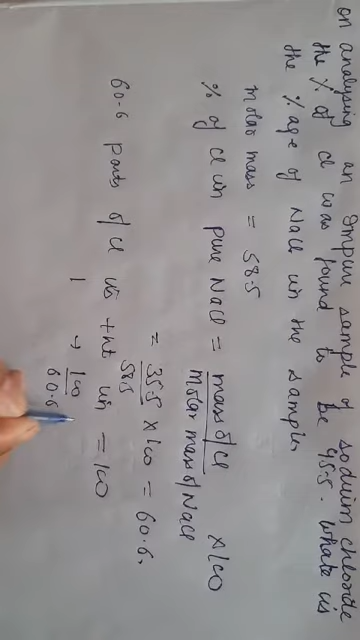 on analysing an Impure sample of sodium chloride
the % of cl was found to be 45.5. what is
the % age of NaCl in the sample.
molar mass = 58.5
% of Cl in pure NaCl = mass of Cl / molar mass of NaCl X 100
= 35.5 / 58.5 X 100 = 60.6.
60.6 parts of Cl is in = 100
1 → 100 / 60.6